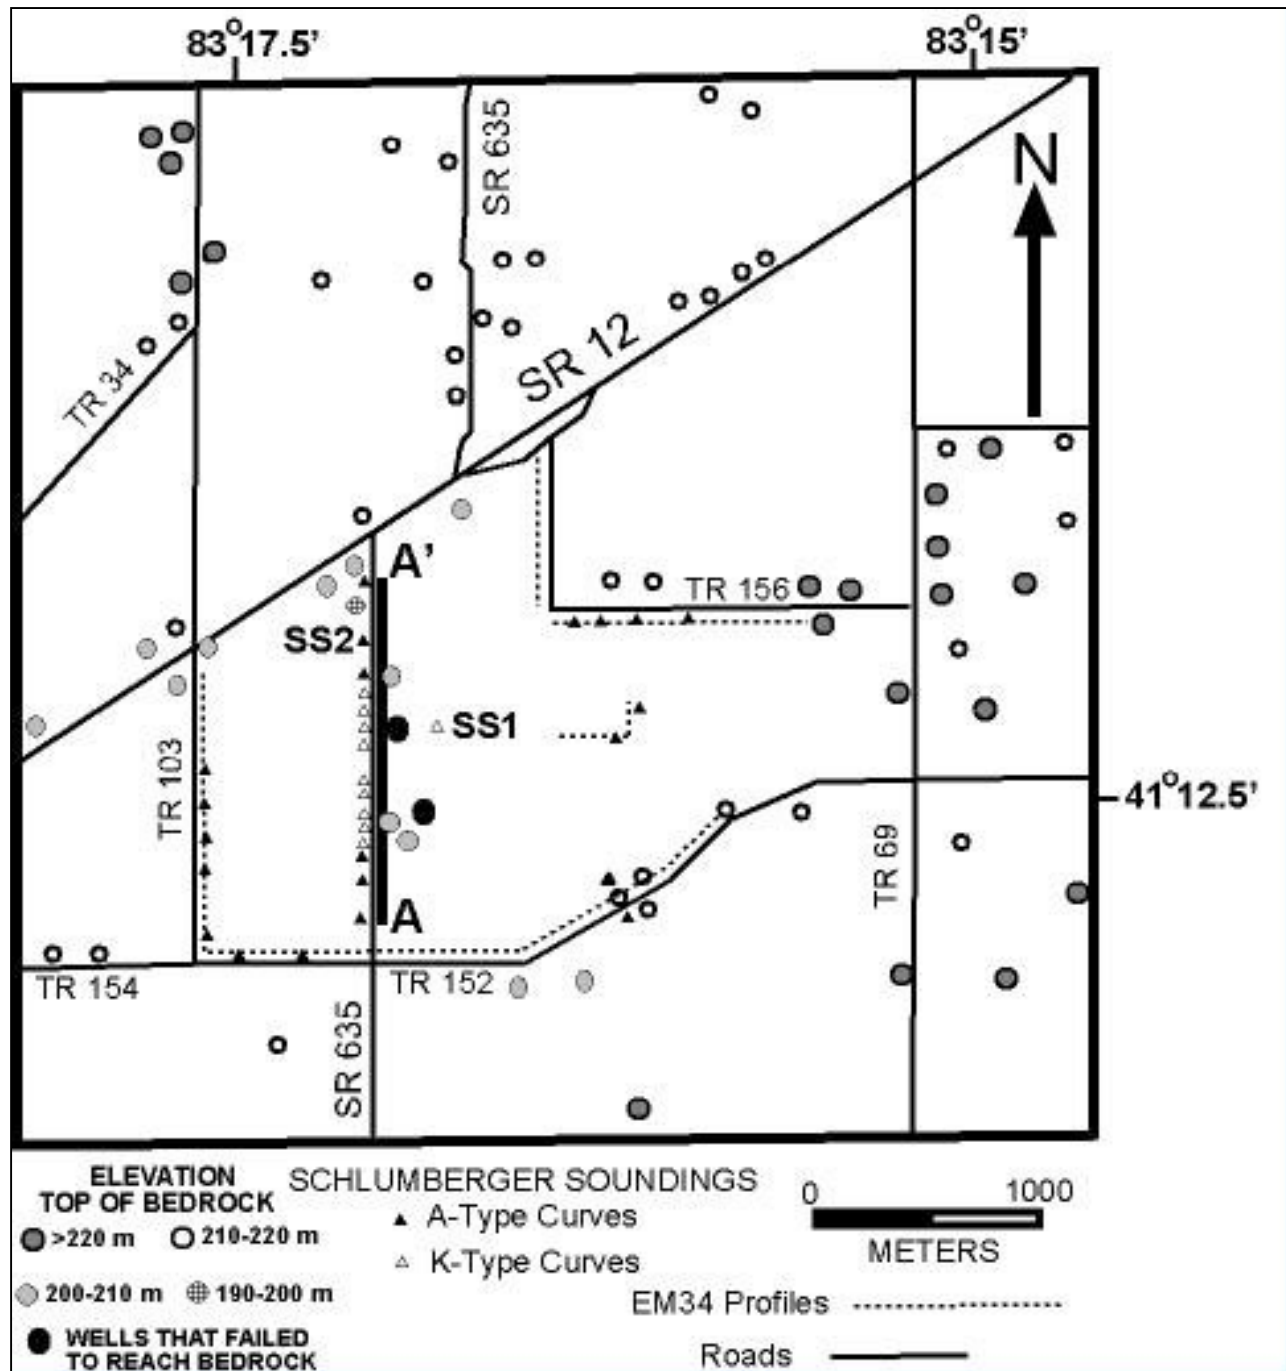 83°17.5’
83°15’
SR 635
N
SR 12
TR 34
A’
TR 156
SS2
SS1
TR 103
41°12.5’
TR 69
A
TR 154
TR 152
SR 635
ELEVATION
TOP OF BEDROCK
>220 m
210-220 m
200-210 m
190-200 m
WELLS THAT FAILED
TO REACH BEDROCK
SCHLUMBERGER SOUNDINGS
A-Type Curves
K-Type Curves
0
1000
METERS
EM34 Profiles
Roads